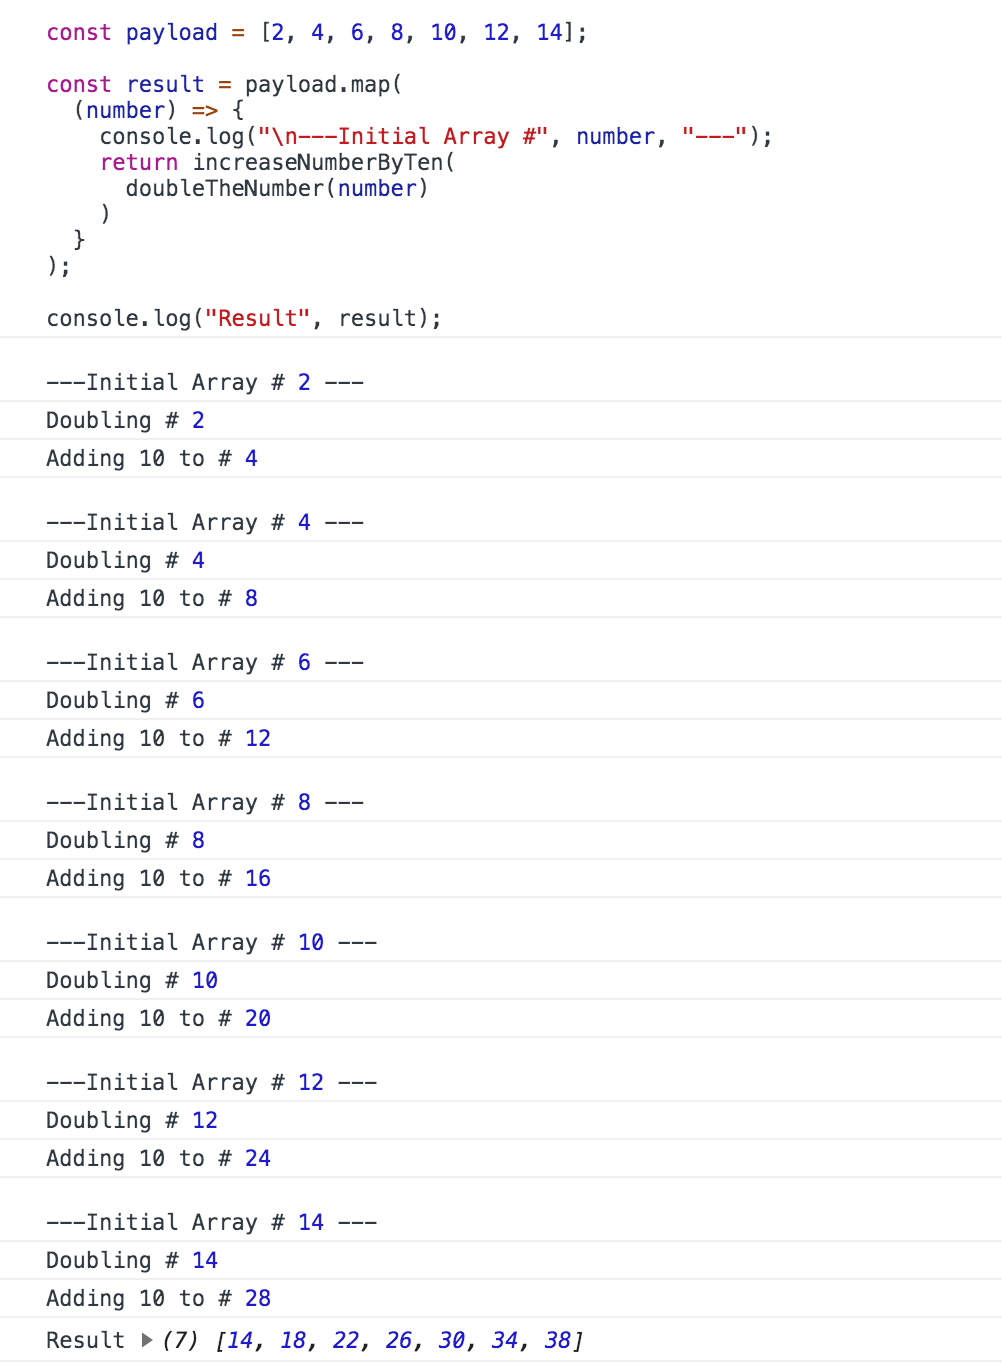 const payload = [2, 4, 6, 8, 10, 12, 14];
const result = payload.map(
(number) => {
console.log("\n---Initial Array #", number, "---");
return increaseNumberByTen(
doubleTheNumber(number)
)
}
);
console.log("Result", result);
---Initial Array # 2 ---
Doubling # 2
Adding 10 to # 4
---Initial Array # 4 ---
Doubling # 4
Adding 10 to # 8
---Initial Array # 6 ---
Doubling # 6
Adding 10 to # 12
---Initial Array # 8 ---
Doubling # 8
Adding 10 to # 16
---Initial Array # 10 ---
Doubling # 10
Adding 10 to # 20
---Initial Array # 12 ---
Doubling # 12
Adding 10 to # 24
---Initial Array # 14 ---
Doubling # 14
Adding 10 to # 28
Result ▶ (7) [14, 18, 22, 26, 30, 34, 38]